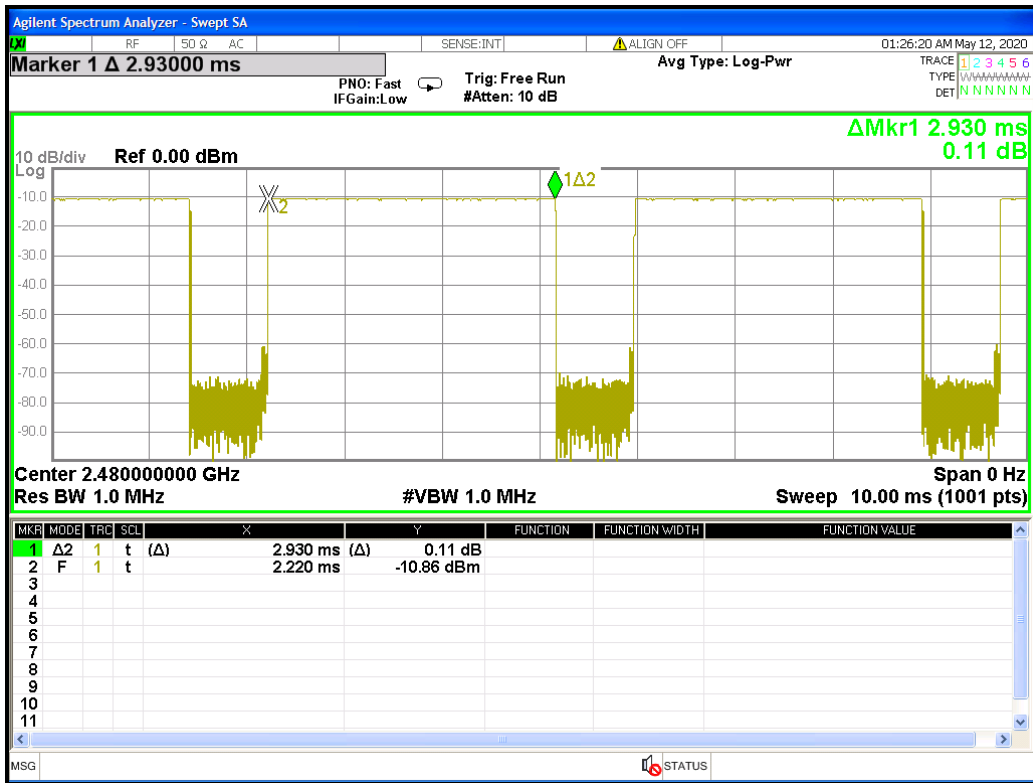 Agilent Spectrum Analyzer - Swept SA
LXI RF 50 Ω AC SENSE:INT ALIGN OFF 01:26:20 AM May 12, 2020
Marker 1 Δ 2.93000 ms
PNO: Fast
IFGain:Low
Trig: Free Run
#Atten: 10 dB
Avg Type: Log-Pwr
TRACE 1 2 3 4 5 6
TYPE
DET N N N N N N
ΔMkr1 2.930 ms
0.11 dB
10 dB/div Ref 0.00 dBm
Log
-10.0
-20.0
-30.0
-40.0
-50.0
-60.0
-70.0
-80.0
-90.0
2
1Δ2
Center 2.480000000 GHz Span 0 Hz
Res BW 1.0 MHz #VBW 1.0 MHz Sweep 10.00 ms (1001 pts)
MKR MODE TRC SCL X Y FUNCTION FUNCTION WIDTH FUNCTION VALUE
1 Δ2 1 t (Δ) 2.930 ms (Δ) 0.11 dB
2 F 1 t 2.220 ms -10.86 dBm
3
4
5
6
7
8
9
10
11
MSG STATUS